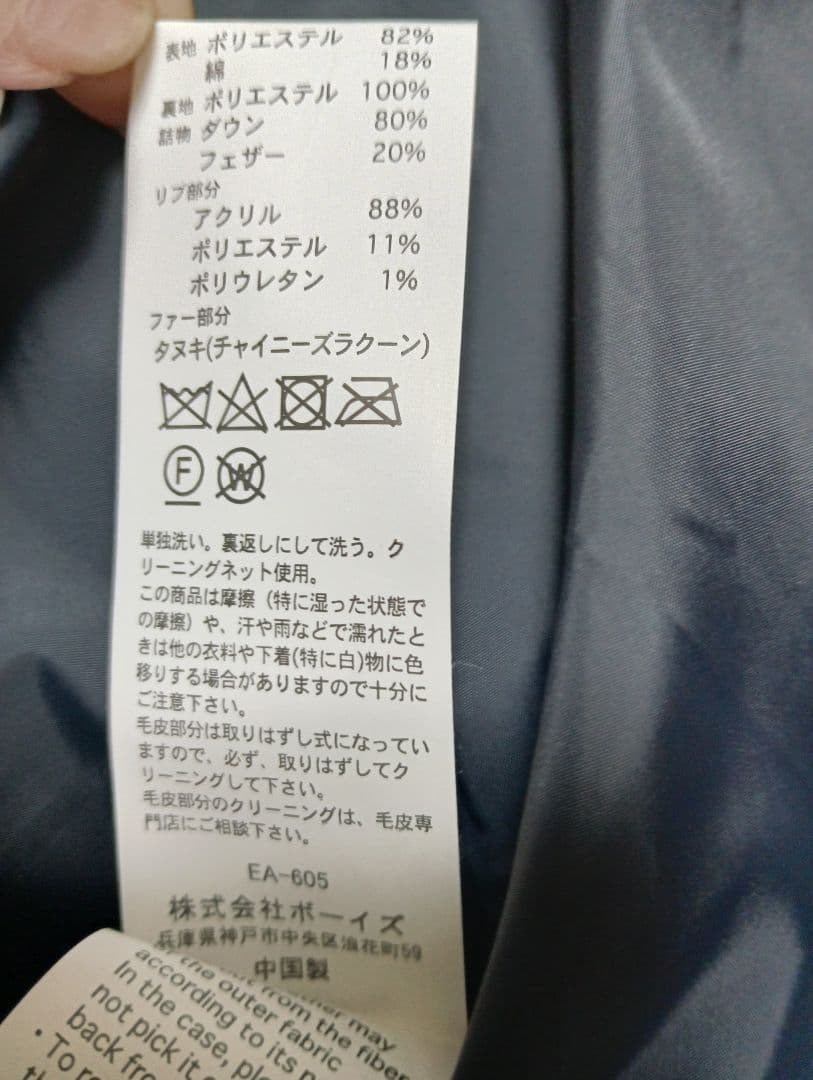 表地 ポリエステル 82%
綿 18%
裏地 ポリエステル 100%
詰物 ダウン 80%
フェザー 20%
リブ部分
アクリル 88%
ポリエステル 11%
ポリウレタン 1%
ファー部分
タヌキ(チャイニーズラクーン)
F W
単独洗い。裏返しにして洗う。ク
リーニングネット使用。
この商品は摩擦（特に湿った状態で
の摩擦）や、汗や雨などで濡れたと
きは他の衣料や下着(特に白)物に色
移りする場合がありますので十分に
ご注意下さい。
毛皮部分は取りはずし式になってい
ますので、必ず、取りはずしてク
リーニングして下さい。
毛皮部分のクリーニングは、毛皮専
門店にご相談下さい。
EA-605
株式会社ボーイズ
兵庫県神戸市中央区浪花町59
中国製
may
from the fiber
the outer fabric
according to its
In the case,
not pick it
back
・To